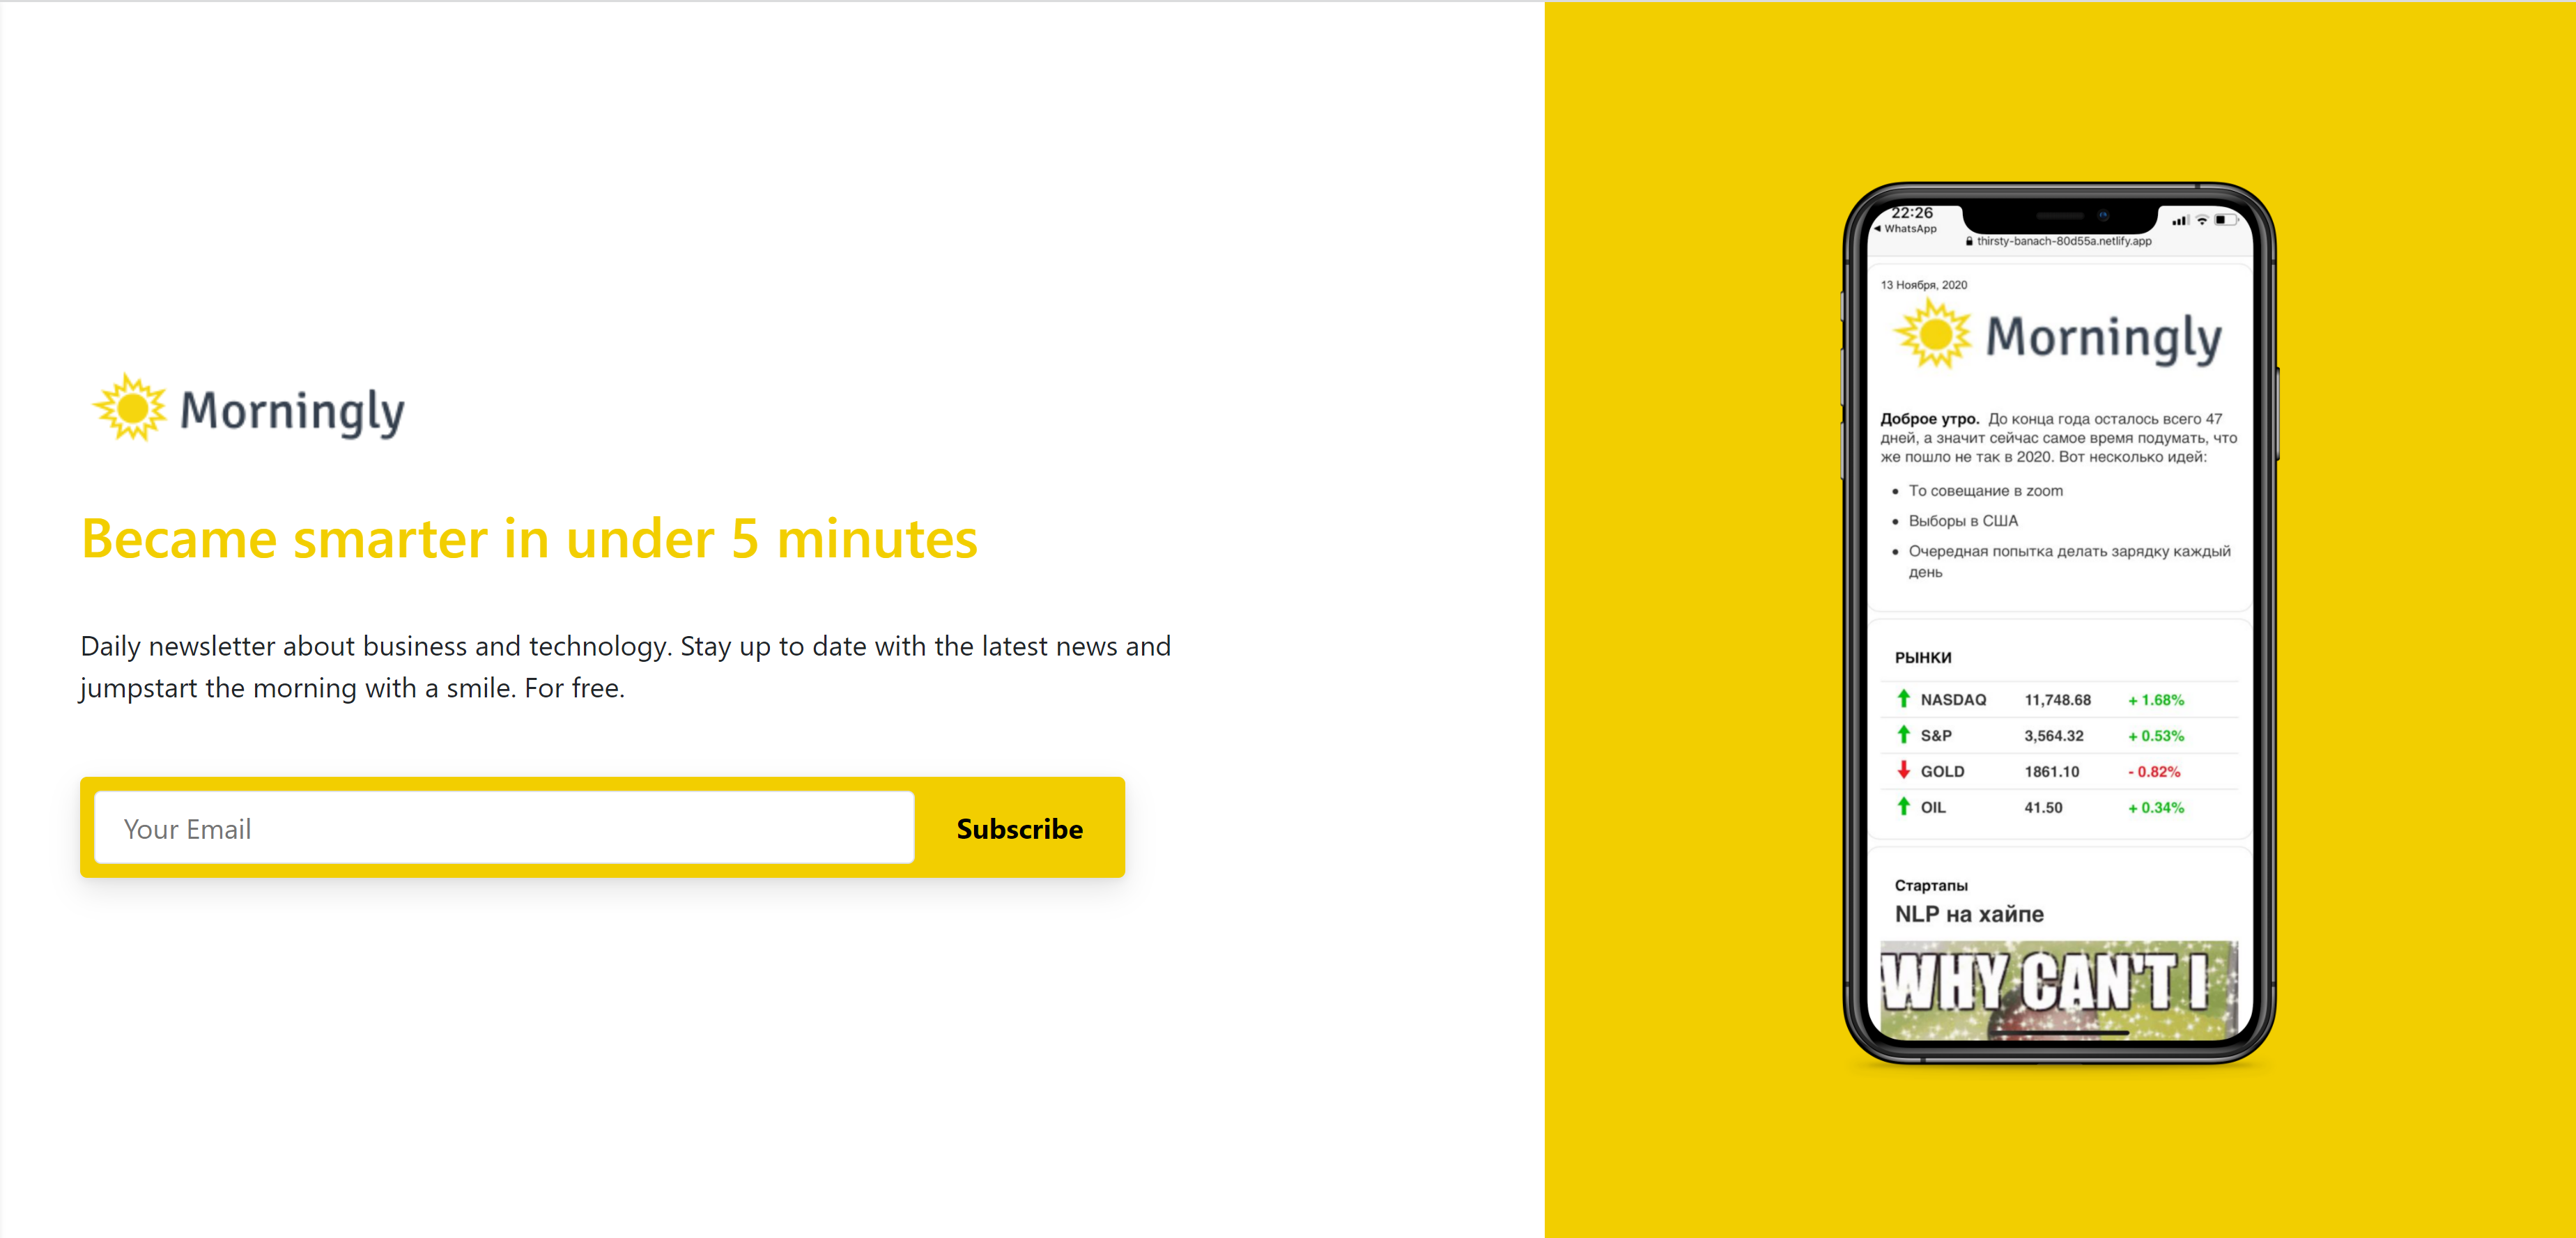 Morningly
Became smarter in under 5 minutes
Daily newsletter about business and technology. Stay up to date with the latest news and
jumpstart the morning with a smile. For free.
Your Email
Subscribe
22:26
WhatsApp
thirsty-banach-80d55a.netlify.app
13 Ноября, 2020
Morningly
Доброе утро. До конца года осталось всего 47
дней, а значит сейчас самое время подумать, что
же пошло не так в 2020. Вот несколько идей:
• То совещание в zoom
• Выборы в США
• Очередная попытка делать зарядку каждый
день
РЫНКИ
NASDAQ 11,748.68 + 1.68%
S&P 3,564.32 + 0.53%
GOLD 1861.10 - 0.82%
OIL 41.50 + 0.34%
Стартапы
NLP на хайпе
WHY CAN'T I